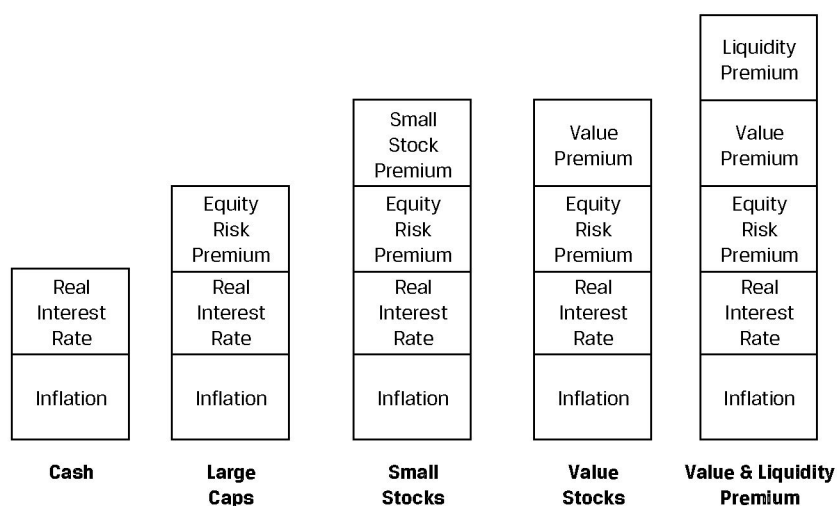 Liquidity
Premium
Small
Stock
Premium
Value
Premium
Value
Premium
Equity
Risk
Premium
Equity
Risk
Premium
Equity
Risk
Premium
Equity
Risk
Premium
Real
Interest
Rate
Real
Interest
Rate
Real
Interest
Rate
Real
Interest
Rate
Real
Interest
Rate
Inflation
Inflation
Inflation
Inflation
Inflation
Cash
Large
Caps
Small
Stocks
Value
Stocks
Value & Liquidity
Premium